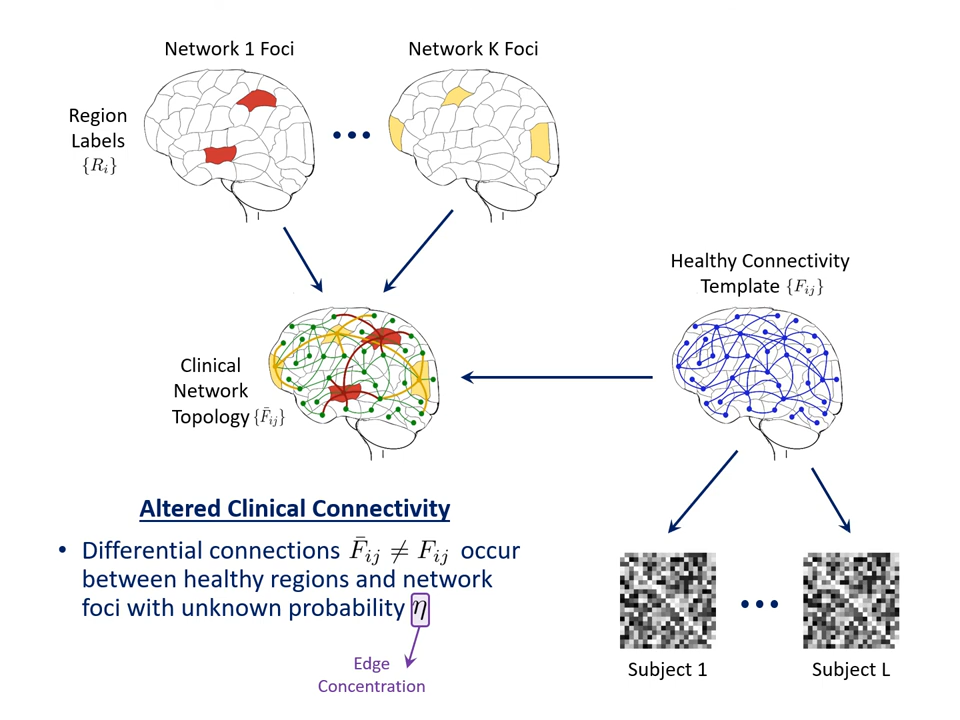 Network 1 Foci
Network K Foci
Region
Labels
{R_i}
•••
Healthy Connectivity
Template {F_ij}
Clinical
Network
Topology {F̄_ij}
Altered Clinical Connectivity
• Differential connections F̄_ij ≠ F_ij occur
between healthy regions and network
foci with unknown probability η
Edge
Concentration
•••
Subject 1
Subject L